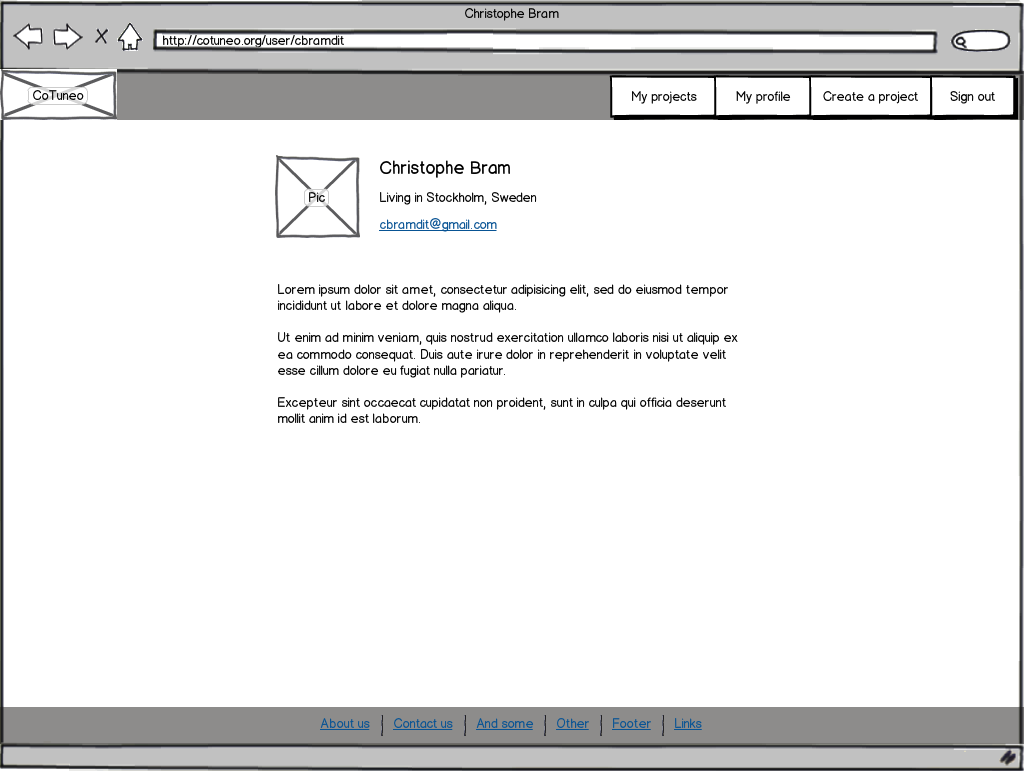 Christophe Bram
http://cotuneo.org/user/cbramdit
CoTuneo
My projects
My profile
Create a project
Sign out
Pic
Christophe Bram
Living in Stockholm, Sweden
cbramdit@gmail.com
Lorem ipsum dolor sit amet, consectetur adipisicing elit, sed do eiusmod tempor
incididunt ut labore et dolore magna aliqua.
Ut enim ad minim veniam, quis nostrud exercitation ullamco laboris nisi ut aliquip ex
ea commodo consequat. Duis aute irure dolor in reprehenderit in voluptate velit
esse cillum dolore eu fugiat nulla pariatur.
Excepteur sint occaecat cupidatat non proident, sunt in culpa qui officia deserunt
mollit anim id est laborum.
About us
Contact us
And some
Other
Footer
Links